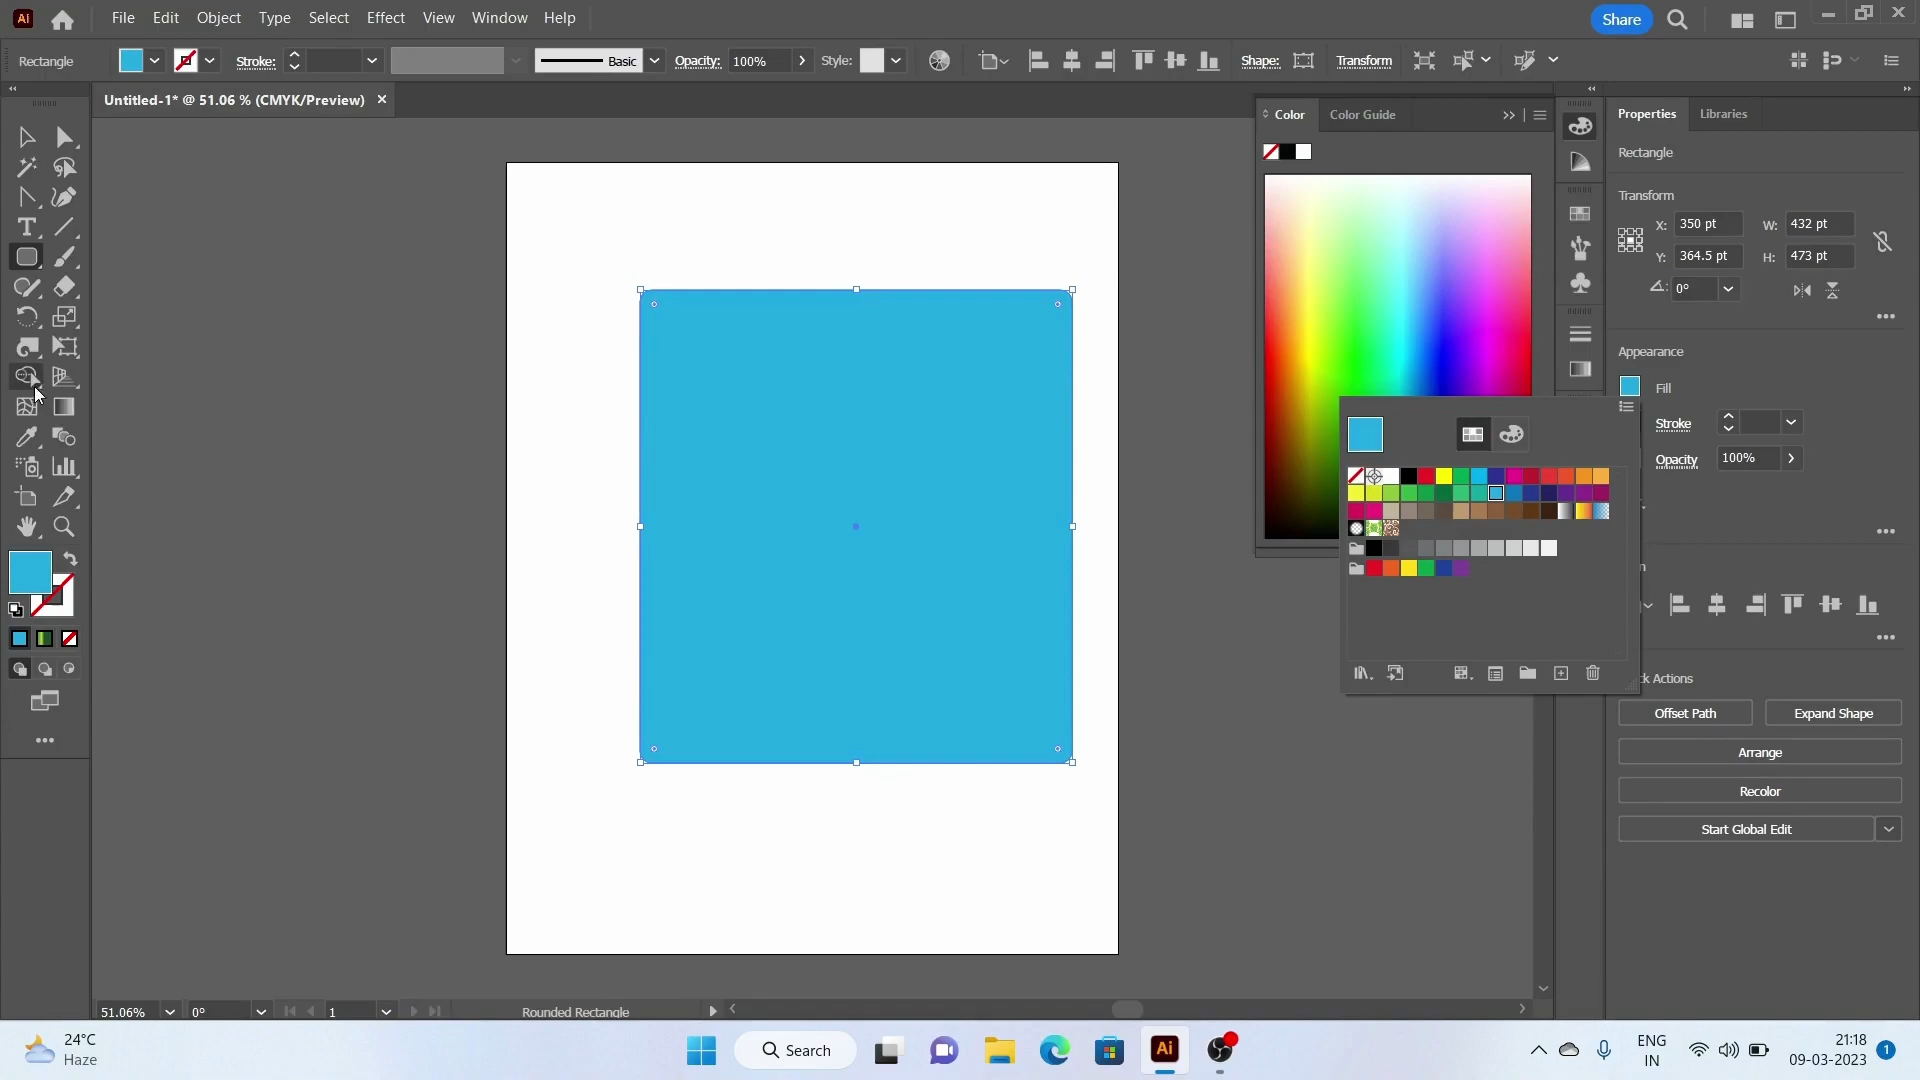 Ai File Edit Object Type Select Effect View Window Help Share
Rectangle Stroke: Basic Opacity: 100% Style: Shape: Transform
Untitled-1* @ 51.06 % (CMYK/Preview)
Color Color Guide
Properties Libraries
Rectangle
Transform
X: 350 pt W: 432 pt
Y: 364.5 pt H: 473 pt
0°
Appearance
Fill
Stroke
Opacity 100%
Offset Path Expand Shape
Arrange
Recolor
Start Global Edit
51.06% 0° 1 Rounded Rectangle
24°C
Haze
Search
Ai
ENG
IN
21:18
09-03-2023
1